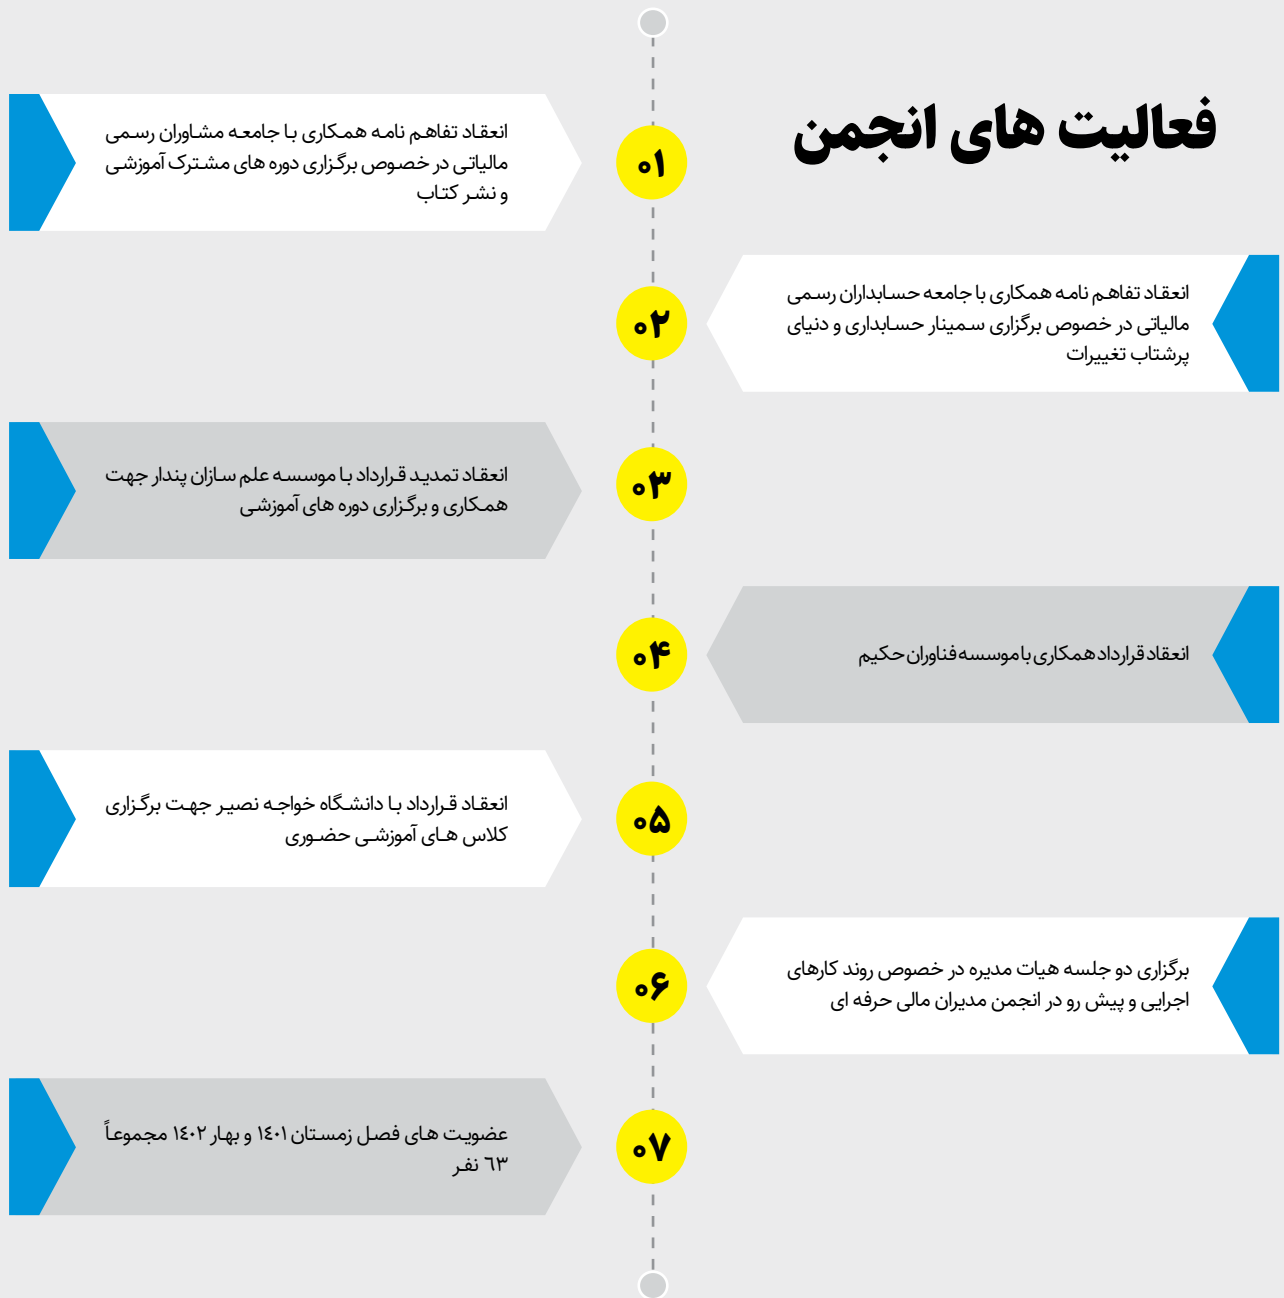 فعالیت های انجمن
۰۱
انعقاد تفاهم نامه همکاری با جامعه مشاوران رسمی
مالیاتی در خصوص برگزاری دوره های مشترک آموزشی
و نشر کتاب
۰۲
انعقاد تفاهم نامه همکاری با جامعه حسابداران رسمی
مالیاتی در خصوص برگزاری سمینار حسابداری و دنیای
پرشتاب تغییرات
۰۳
انعقاد تمدید قرارداد با موسسه علم سازان پندار جهت
همکاری و برگزاری دوره های آموزشی
۰۴
انعقاد قرارداد همکاری با موسسه فناوران حکیم
۰۵
انعقاد قرارداد با دانشگاه خواجه نصیر جهت برگزاری
کلاس های آموزشی حضوری
۰۶
برگزاری دو جلسه هیات مدیره در خصوص روند کارهای
اجرایی و پیش رو در انجمن مدیران مالی حرفه ای
۰۷
عضویت های فصل زمستان ١٤٠١ و بهار ١٤٠٢ مجموعاً
٦٣ نفر